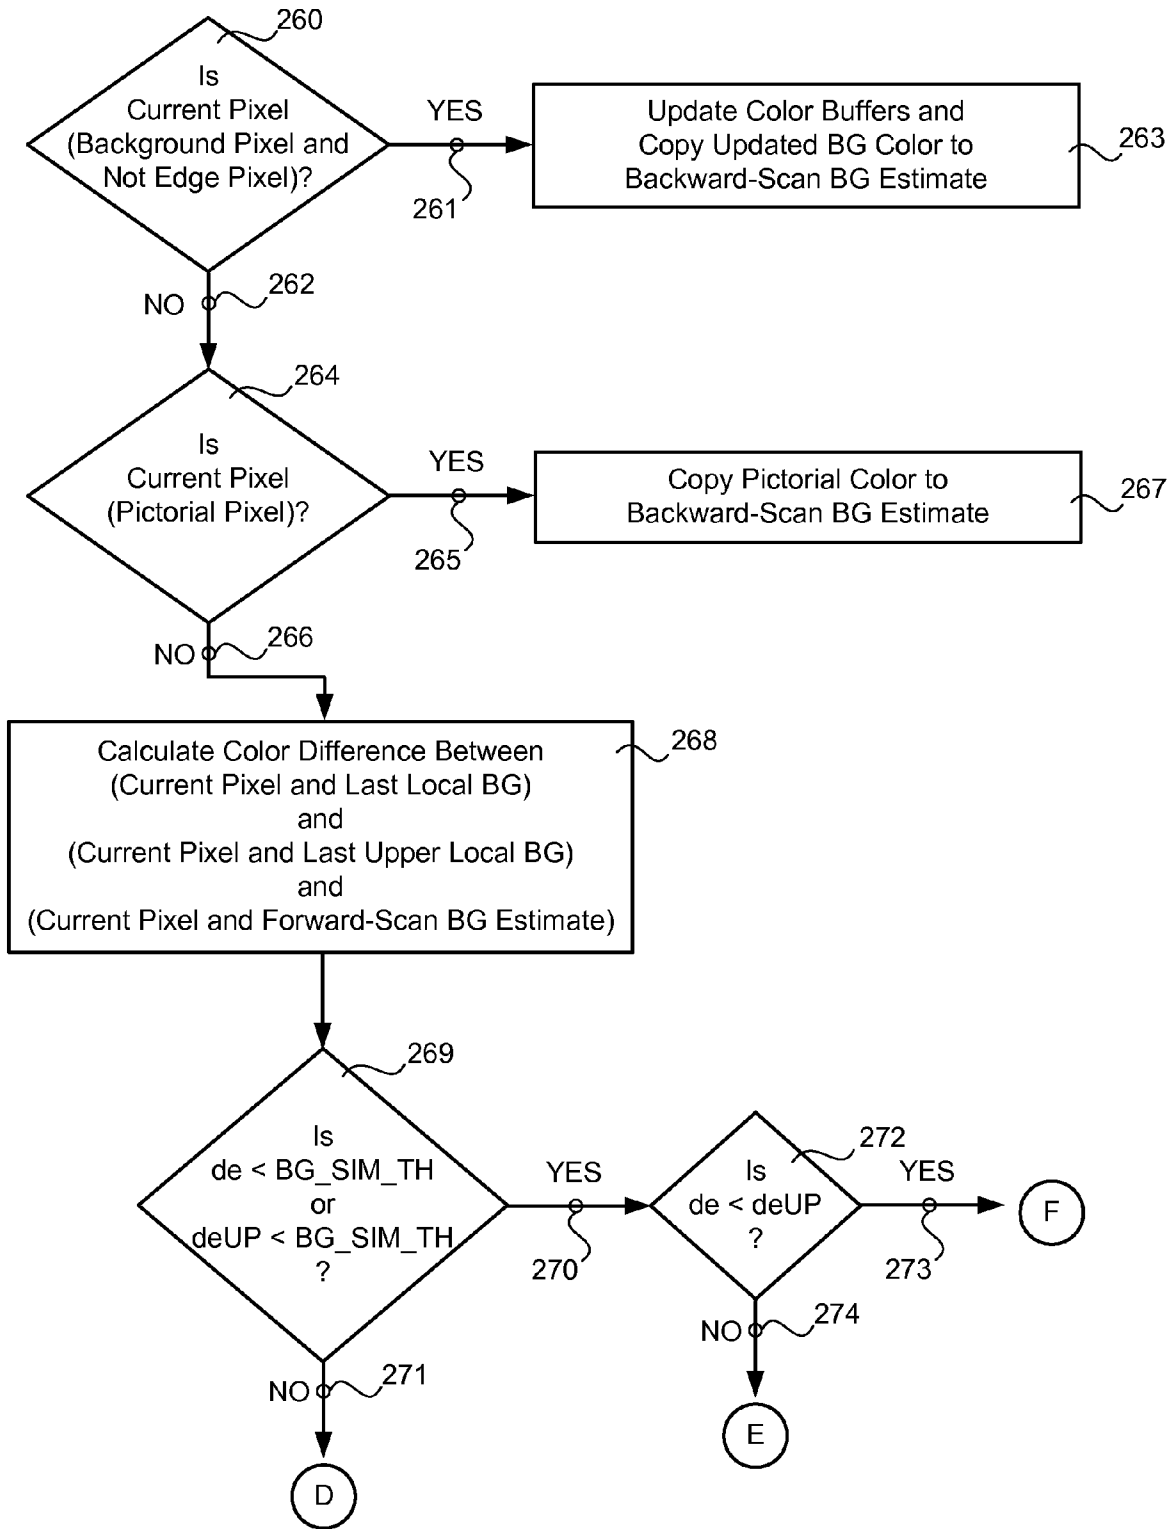 260
Is
Current Pixel
(Background Pixel and
Not Edge Pixel)?
YES
261
Update Color Buffers and
Copy Updated BG Color to
Backward-Scan BG Estimate
263
NO
262
264
Is
Current Pixel
(Pictorial Pixel)?
YES
265
Copy Pictorial Color to
Backward-Scan BG Estimate
267
NO
266
Calculate Color Difference Between
(Current Pixel and Last Local BG)
and
(Current Pixel and Last Upper Local BG)
and
(Current Pixel and Forward-Scan BG Estimate)
268
269
Is
de < BG_SIM_TH
or
deUP < BG_SIM_TH
?
YES
270
272
Is
de < deUP
?
YES
273
F
NO
274
E
NO
271
D